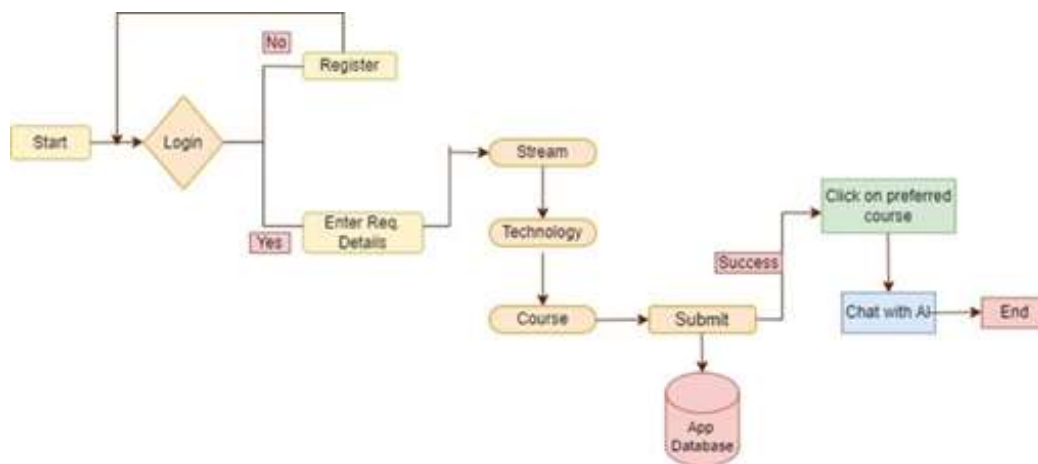 No
Register
Start
Login
Yes
Enter Req.
Details
Stream
Technology
Course
Submit
App
Database
Success
Click on preferred
course
Chat with AI
End